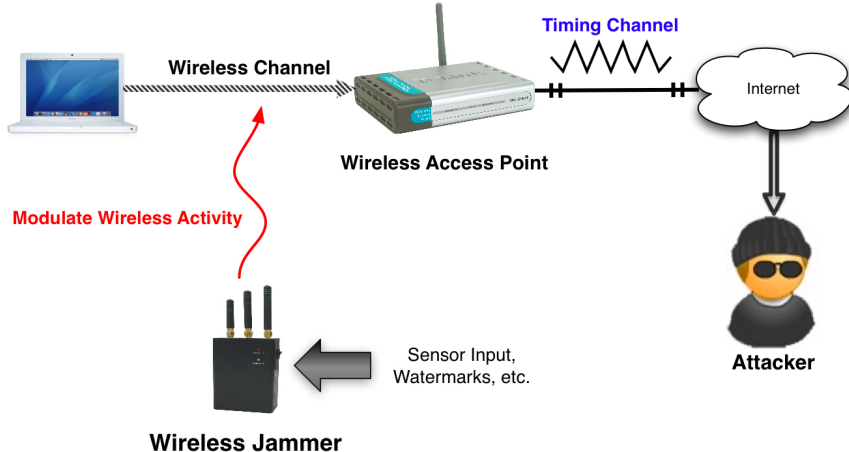 Timing Channel
Wireless Channel
Internet
Wireless Access Point
Modulate Wireless Activity
Sensor Input,
Watermarks, etc.
Attacker
Wireless Jammer